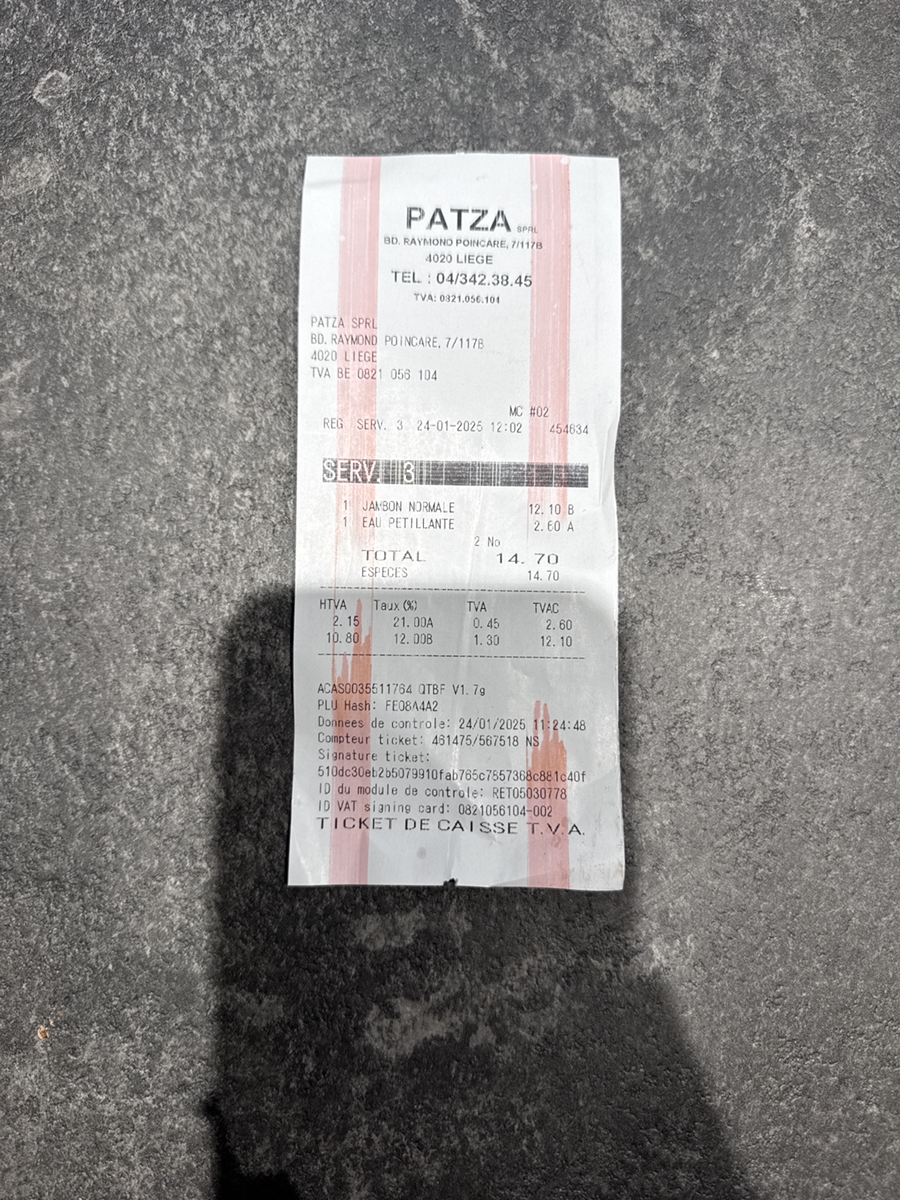 PATZA SPRL
BD. RAYMOND POINCARE, 7/117B
4020 LIEGE
TEL : 04/342.38.45
TVA: 0821.056.104
PATZA SPRL
BD. RAYMOND POINCARE, 7/117B
4020 LIEGE
TVA BE 0821 056 104
MC #02
REG SERV. 3 24-01-2025 12:02 454634
SERV. 3
1 JAMBON NORMALE 12.10 B
1 EAU PETILLANTE 2.60 A
2 No
TOTAL 14.70
ESPECES 14.70
HTVA Taux (%) TVA TVAC
2.15 21.00A 0.45 2.60
10.80 12.00B 1.30 12.10
ACAS0035511764 QTBF V1.7g
PLU Hash: FE08A4A2
Donnees de controle: 24/01/2025 11:24:48
Compteur ticket: 461475/567518 NS
Signature ticket:
510dc30eb2b5079910fab765c7557368c881c40f
ID du module de controle: RET05030778
ID VAT signing card: 0821056104-002
TICKET DE CAISSE T.V.A.